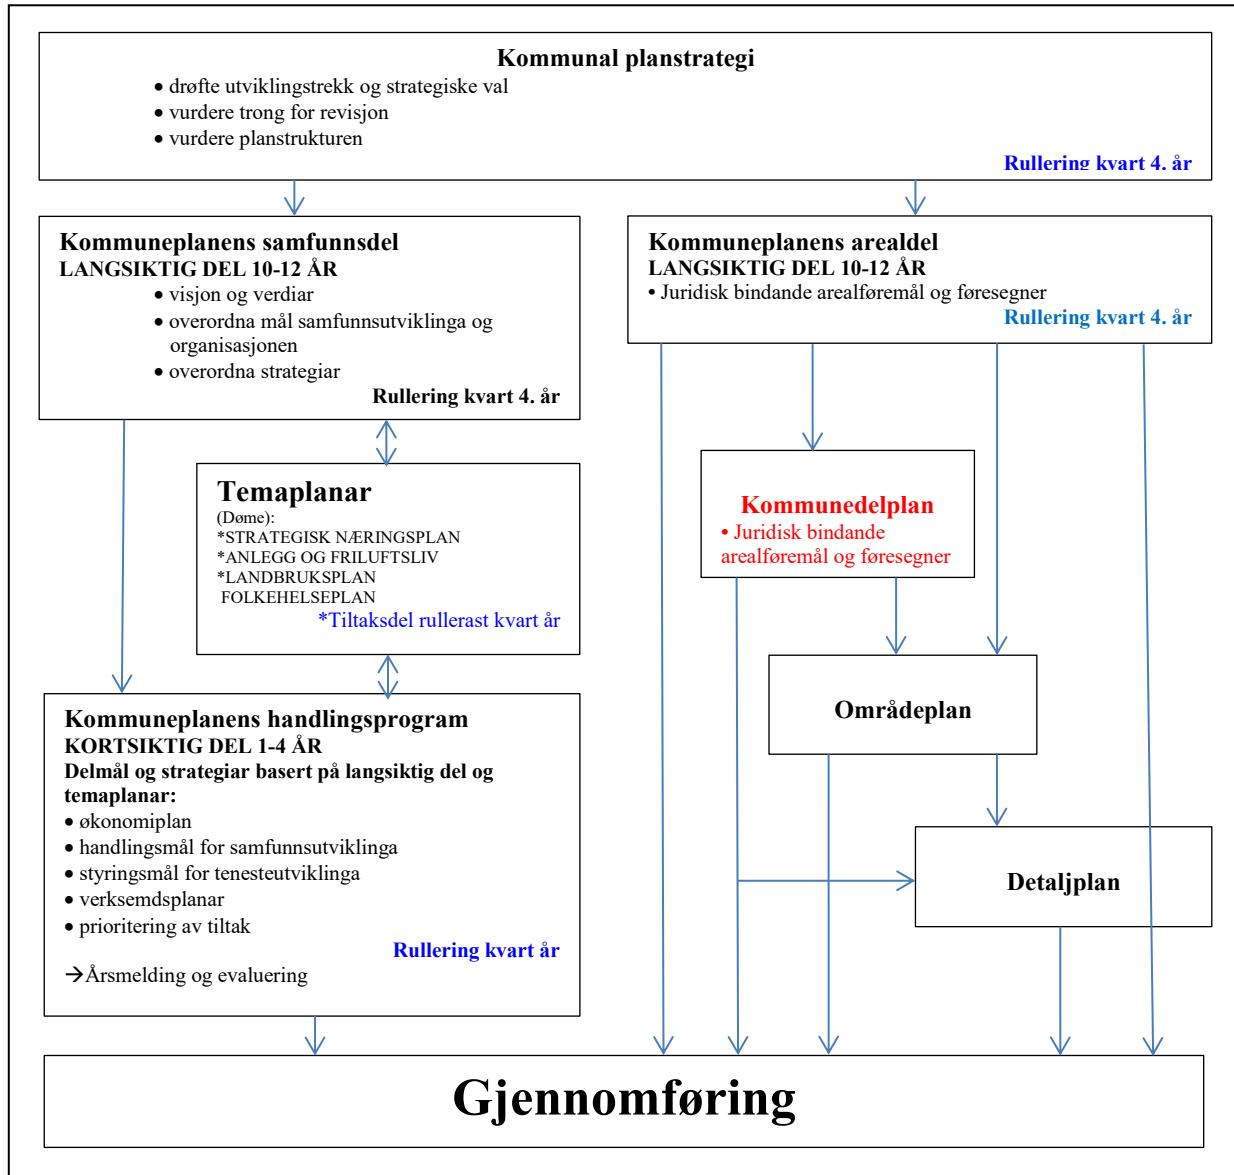 Kommunal planstrategi
• drøfte utviklingstrekk og strategiske val
• vurdere trong for revisjon
• vurdere planstrukturen
Rullering kvart 4. år
Kommuneplanens samfunnsdel
LANGSIKTIG DEL 10-12 ÅR
• visjon og verdiar
• overordna mål samfunnsutviklinga og
organisasjonen
• overordna strategiar
Rullering kvart 4. år
Kommuneplanens arealdel
LANGSIKTIG DEL 10-12 ÅR
• Juridisk bindande arealføremål og føresegner
Rullering kvart 4. år
Temaplanar
(Døme):
*STRATEGISK NÆRINGSPLAN
*ANLEGG OG FRILUFTSLIV
*LANDBRUKSPLAN
FOLKEHELSEPLAN
*Tiltaksdel rullerast kvart år
Kommunedelplan
• Juridisk bindande
arealføremål og føresegner
Områdeplan
Kommuneplanens handlingsprogram
KORTSIKTIG DEL 1-4 ÅR
Delmål og strategiar basert på langsiktig del og
temaplanar:
• økonomiplan
• handlingsmål for samfunnsutviklinga
• styringsmål for tenesteutviklinga
• verksemdsplanar
• prioritering av tiltak
Rullering kvart år
→Årsmelding og evaluering
Detaljplan
Gjennomføring